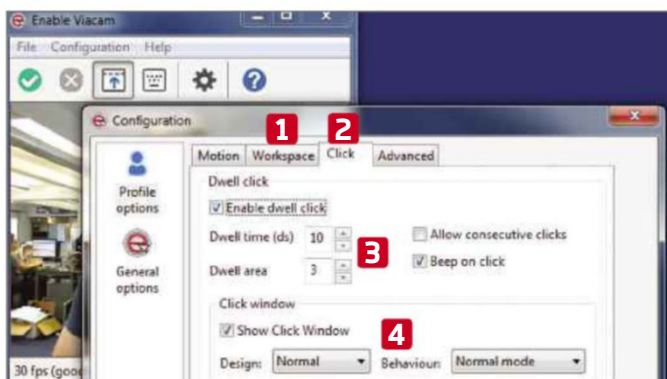 Enable Viacam
File Configuration Help
Configuration
1 2
Motion Workspace Click Advanced
Profile options
General options
Dwell click
Enable dwell click
Dwell time (ds) 10
Allow consecutive clicks
3
Dwell area 3
Beep on click
Click window
Show Click Window
4
Design: Normal Behaviour: Normal mode
30 fps (good